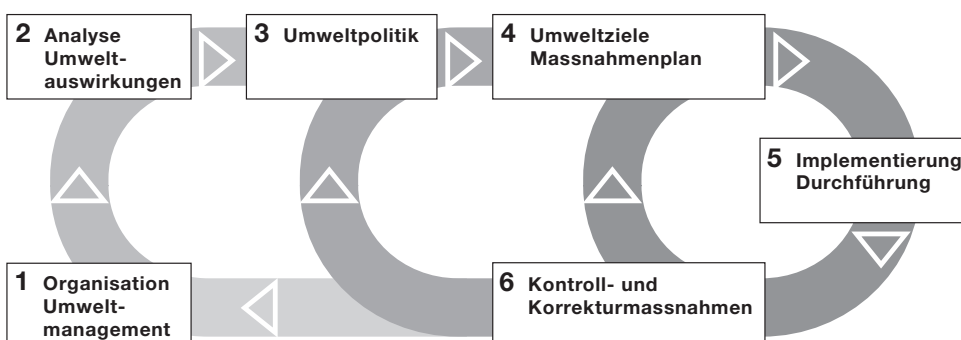 2 Analyse
Umwelt-
auswirkungen
3 Umweltpolitik
4 Umweltziele
Massnahmenplan
5 Implementierung
Durchführung
1 Organisation
Umwelt-
management
6 Kontroll- und
Korrekturmassnahmen